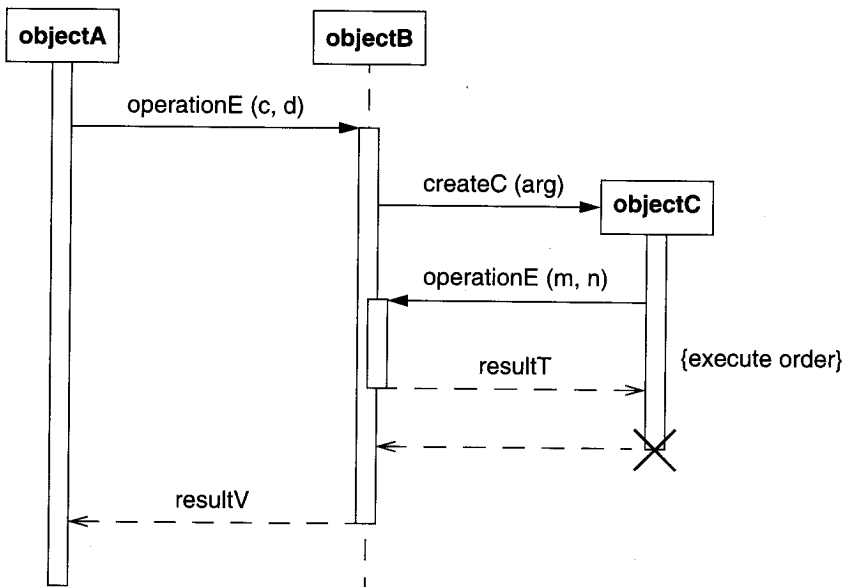 objectA
objectB
operationE (c, d)
createC (arg)
objectC
operationE (m, n)
resultT
{execute order}
resultV